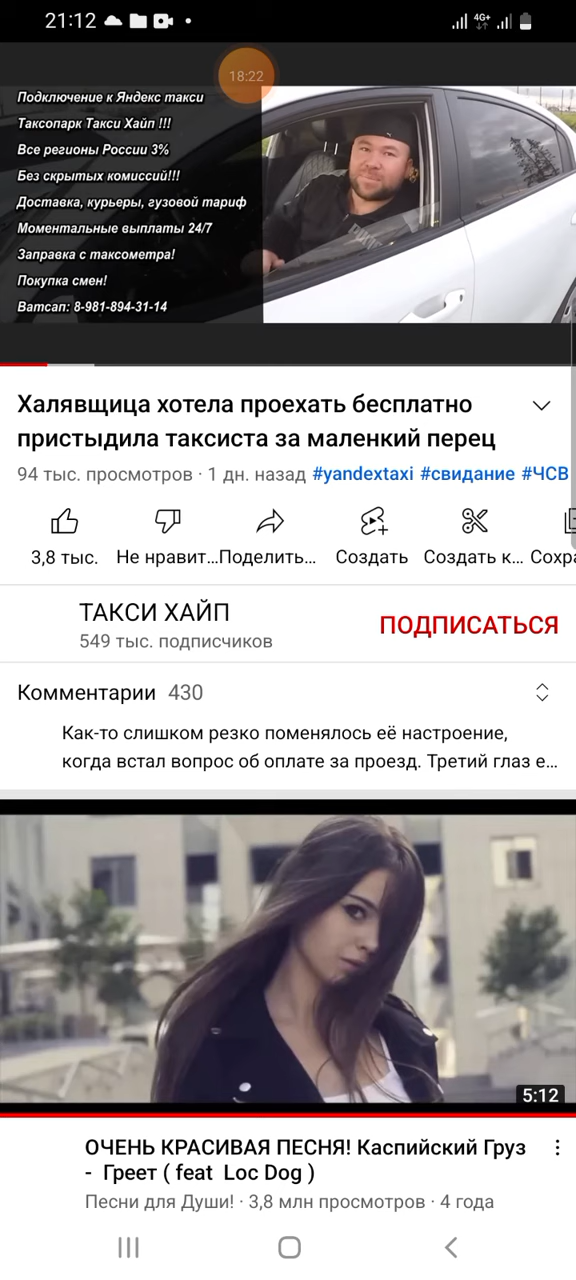 21:12
4G+
18:22
Подключение к Яндекс такси
Таксопарк Такси Хайп !!!
Все регионы России 3%
Без скрытых комиссий!!!
Доставка, курьеры, гузовой тариф
Моментальные выплаты 24/7
Заправка с таксометра!
Покупка смен!
Ватсап: 8-981-894-31-14
Халявщица хотела проехать бесплатно
пристыдила таксиста за маленкий перец
94 тыс. просмотров · 1 дн. назад #yandextaxi #свидание #ЧСВ
3,8 тыс. Не нравит... Поделить... Создать Создать к... Сохра
ТАКСИ ХАЙП
549 тыс. подписчиков
ПОДПИСАТЬСЯ
Комментарии 430
Как-то слишком резко поменялось её настроение,
когда встал вопрос об оплате за проезд. Третий глаз е...
5:12
ОЧЕНЬ КРАСИВАЯ ПЕСНЯ! Каспийский Груз
- Греет ( feat Loc Dog )
Песни для Души! · 3,8 млн просмотров · 4 года